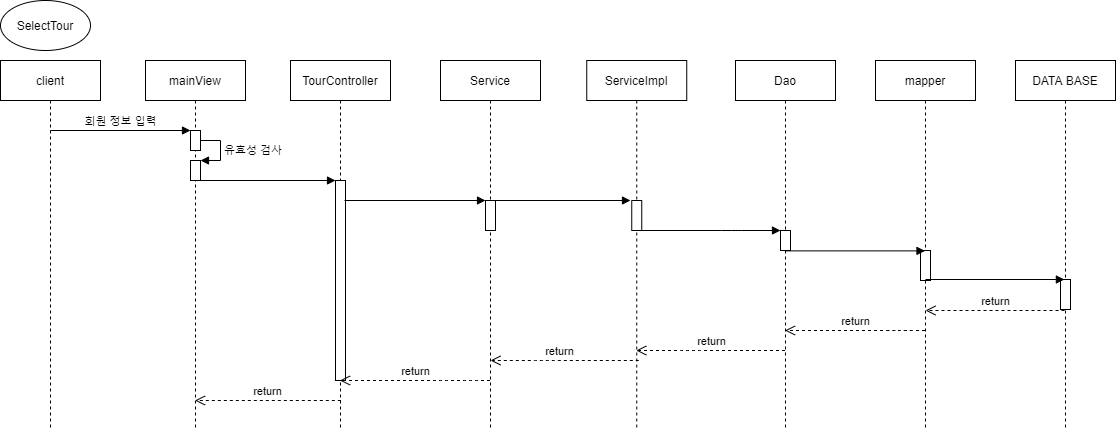 SelectTour
client
mainView
TourController
Service
ServiceImpl
Dao
mapper
DATA BASE
회원 정보 입력
유효성 검사
return
return
return
return
return
return